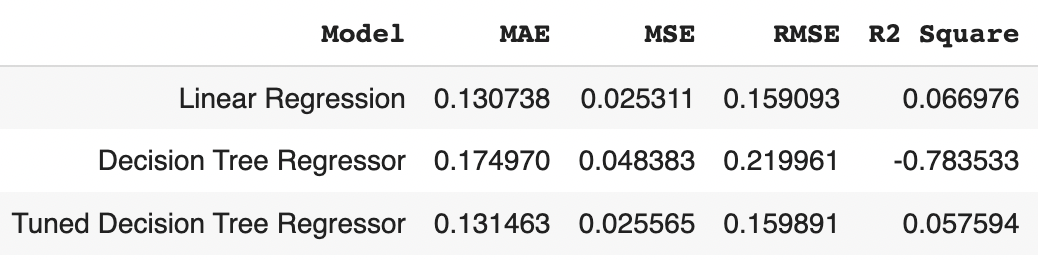 Model MAE MSE RMSE R2 Square
Linear Regression 0.130738 0.025311 0.159093 0.066976
Decision Tree Regressor 0.174970 0.048383 0.219961 -0.783533
Tuned Decision Tree Regressor 0.131463 0.025565 0.159891 0.057594